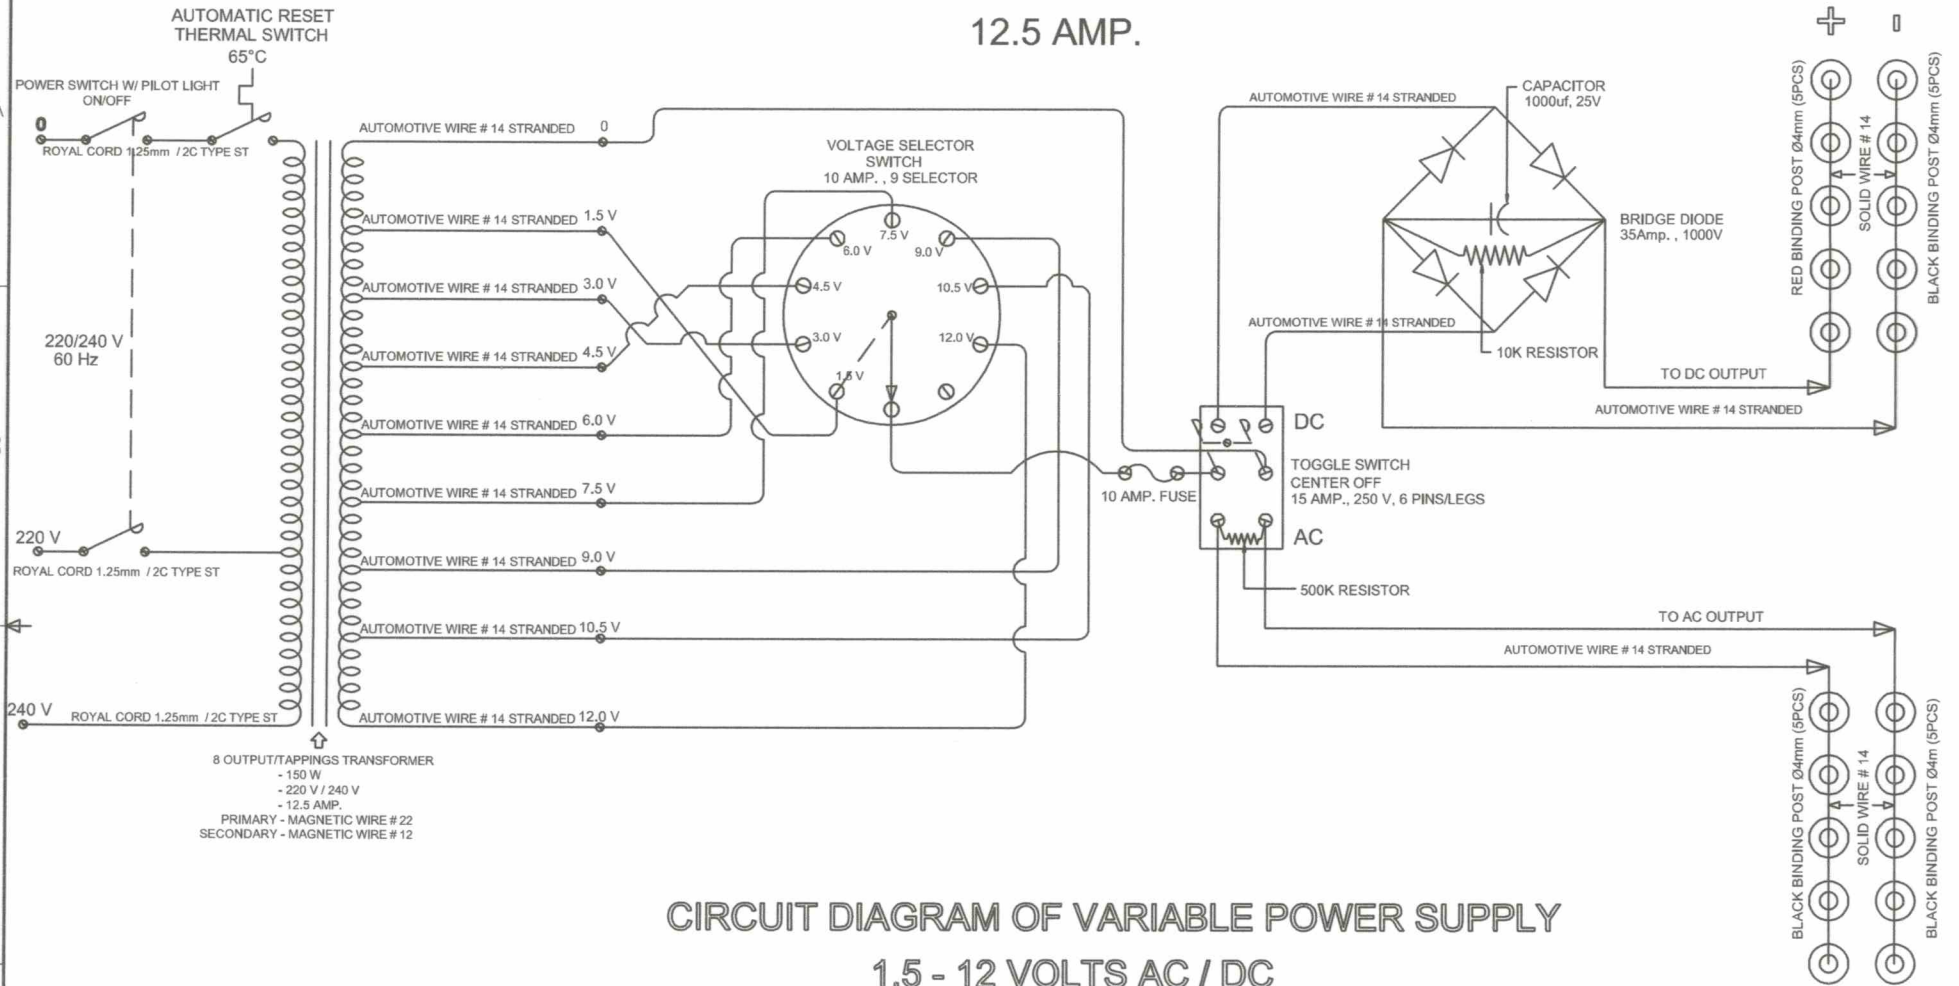 12.5 AMP.
AUTOMATIC RESET
THERMAL SWITCH
65°C
POWER SWITCH W/ PILOT LIGHT
ON/OFF
0
ROYAL CORD 1.25mm / 2C TYPE ST
220/240 V
60 Hz
220 V
ROYAL CORD 1.25mm / 2C TYPE ST
240 V
ROYAL CORD 1.25mm / 2C TYPE ST
8 OUTPUT/TAPPINGS TRANSFORMER
- 150 W
- 220 V / 240 V
- 12.5 AMP.
PRIMARY - MAGNETIC WIRE # 22
SECONDARY - MAGNETIC WIRE # 12
AUTOMOTIVE WIRE # 14 STRANDED 0
AUTOMOTIVE WIRE # 14 STRANDED 1.5 V
AUTOMOTIVE WIRE # 14 STRANDED 3.0 V
AUTOMOTIVE WIRE # 14 STRANDED 4.5 V
AUTOMOTIVE WIRE # 14 STRANDED 6.0 V
AUTOMOTIVE WIRE # 14 STRANDED 7.5 V
AUTOMOTIVE WIRE # 14 STRANDED 9.0 V
AUTOMOTIVE WIRE # 14 STRANDED 10.5 V
AUTOMOTIVE WIRE # 14 STRANDED 12.0 V
VOLTAGE SELECTOR
SWITCH
10 AMP. , 9 SELECTOR
7.5 V
6.0 V
9.0 V
4.5 V
10.5 V
3.0 V
12.0 V
1.5 V
10 AMP. FUSE
DC
TOGGLE SWITCH
CENTER OFF
15 AMP., 250 V, 6 PINS/LEGS
AC
500K RESISTOR
AUTOMOTIVE WIRE # 14 STRANDED
CAPACITOR
1000uf, 25V
BRIDGE DIODE
35Amp. , 1000V
AUTOMOTIVE WIRE # 14 STRANDED
10K RESISTOR
TO DC OUTPUT
AUTOMOTIVE WIRE # 14 STRANDED
TO AC OUTPUT
AUTOMOTIVE WIRE # 14 STRANDED
+ -
RED BINDING POST Ø4mm (5PCS)
SOLID WIRE # 14
BLACK BINDING POST Ø4mm (5PCS)
BLACK BINDING POST Ø4mm (5PCS)
SOLID WIRE # 14
BLACK BINDING POST Ø4m (5PCS)
CIRCUIT DIAGRAM OF VARIABLE POWER SUPPLY
1.5 - 12 VOLTS AC / DC